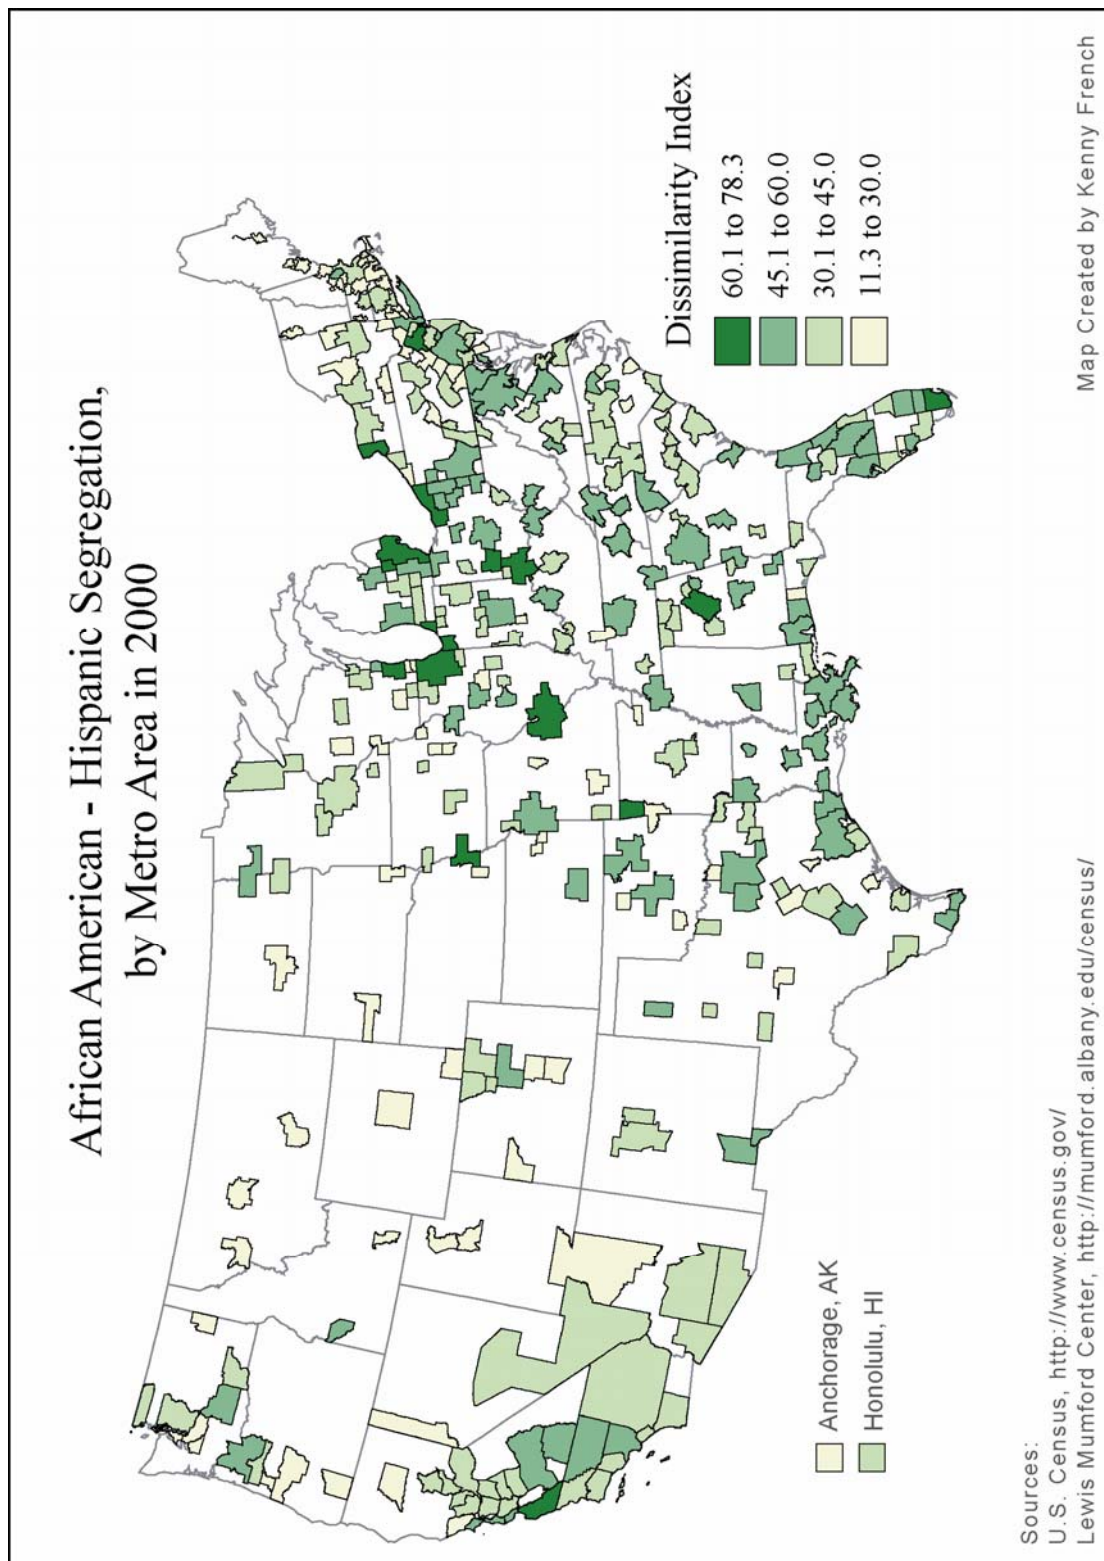 African American - Hispanic Segregation,
by Metro Area in 2000
Dissimilarity Index
60.1 to 78.3
45.1 to 60.0
30.1 to 45.0
11.3 to 30.0
Anchorage, AK
Honolulu, HI
Sources:
U.S. Census, http://www.census.gov/
Lewis Mumford Center, http://mumford.albany.edu/census/
Map Created by Kenny French